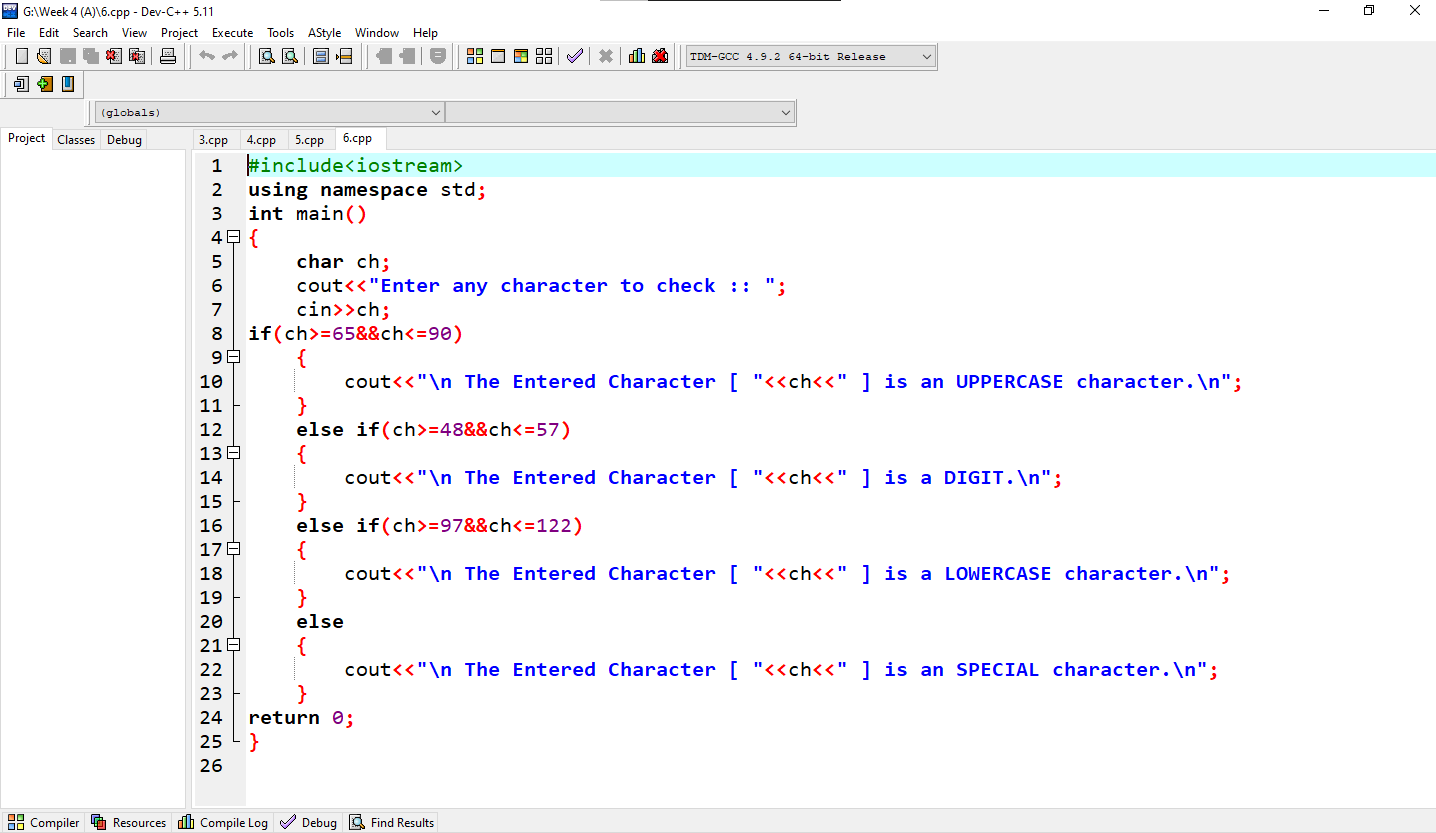 G:\Week 4 (A)\6.cpp - Dev-C++ 5.11
File Edit Search View Project Execute Tools AStyle Window Help
TDM-GCC 4.9.2 64-bit Release
(globals)
Project Classes Debug 3.cpp 4.cpp 5.cpp 6.cpp
1 #include<iostream>
2 using namespace std;
3 int main()
4 {
5 char ch;
6 cout<<"Enter any character to check :: ";
7 cin>>ch;
8 if(ch>=65&&ch<=90)
9 {
10 cout<<"\n The Entered Character [ "<<ch<<" ] is an UPPERCASE character.\n";
11 }
12 else if(ch>=48&&ch<=57)
13 {
14 cout<<"\n The Entered Character [ "<<ch<<" ] is a DIGIT.\n";
15 }
16 else if(ch>=97&&ch<=122)
17 {
18 cout<<"\n The Entered Character [ "<<ch<<" ] is a LOWERCASE character.\n";
19 }
20 else
21 {
22 cout<<"\n The Entered Character [ "<<ch<<" ] is an SPECIAL character.\n";
23 }
24 return 0;
25 }
26
Compiler Resources Compile Log Debug Find Results